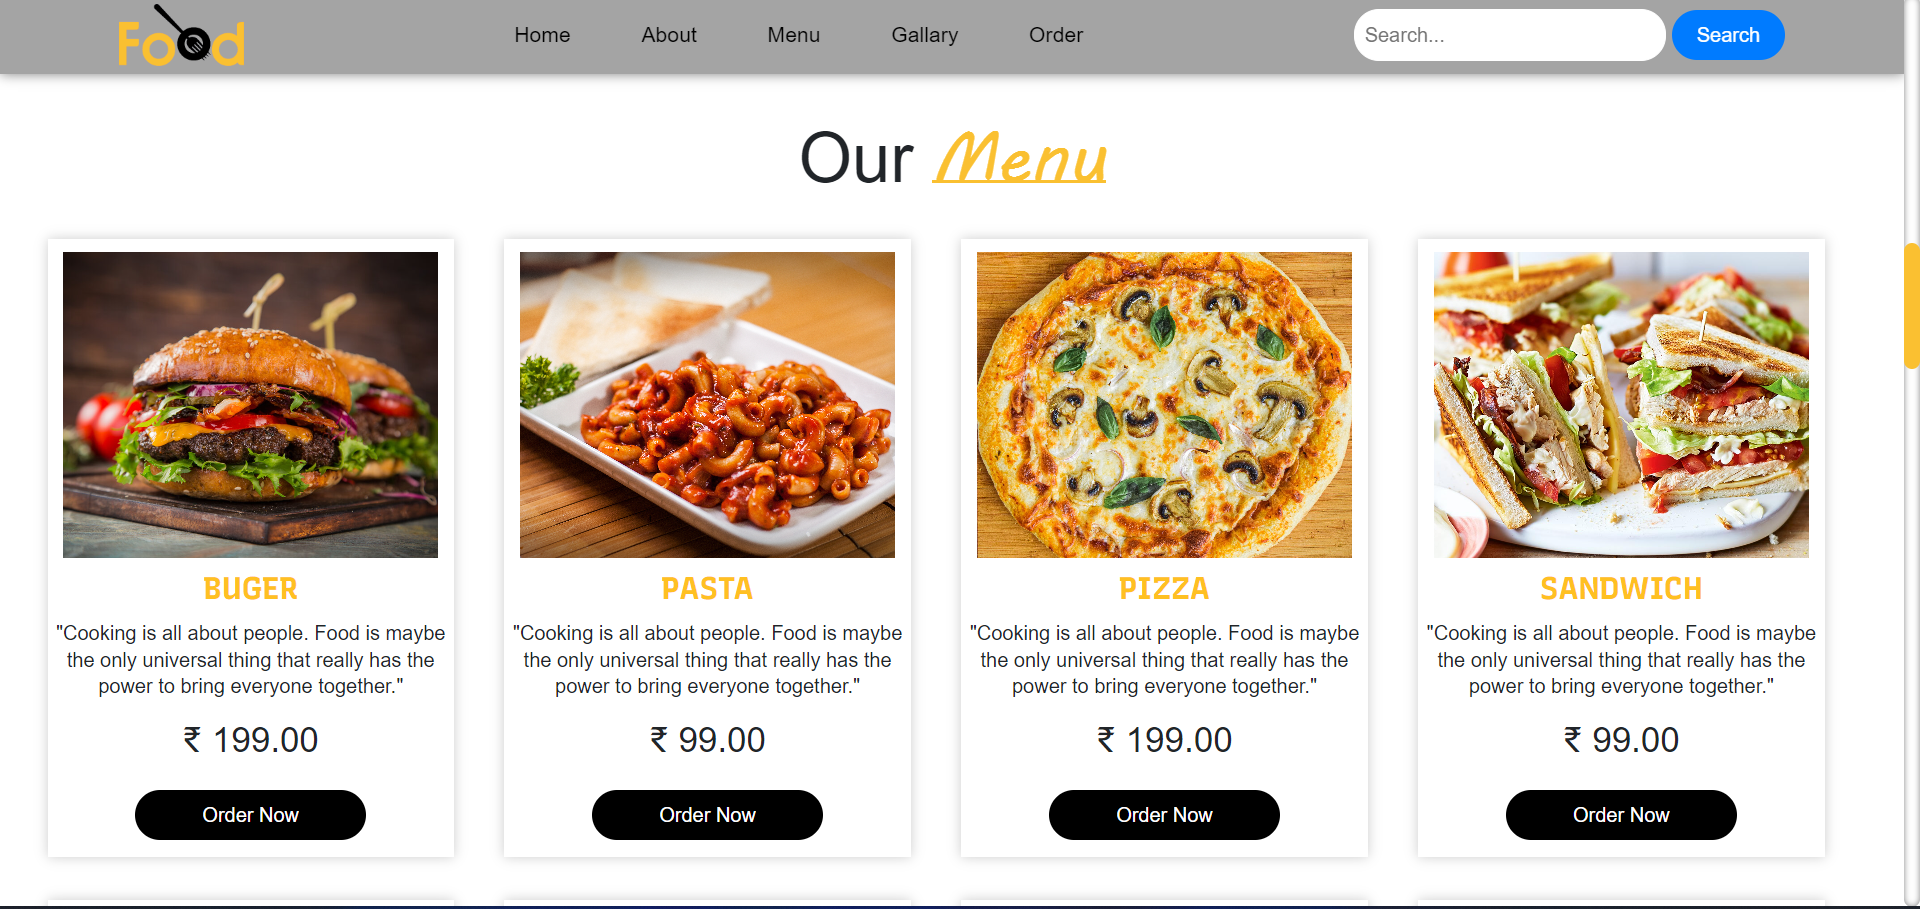 Food
Home About Menu Gallary Order
Search...
Search
Our Menu
BUGER
"Cooking is all about people. Food is maybe
the only universal thing that really has the
power to bring everyone together."
₹ 199.00
Order Now
PASTA
"Cooking is all about people. Food is maybe
the only universal thing that really has the
power to bring everyone together."
₹ 99.00
Order Now
PIZZA
"Cooking is all about people. Food is maybe
the only universal thing that really has the
power to bring everyone together."
₹ 199.00
Order Now
SANDWICH
"Cooking is all about people. Food is maybe
the only universal thing that really has the
power to bring everyone together."
₹ 99.00
Order Now